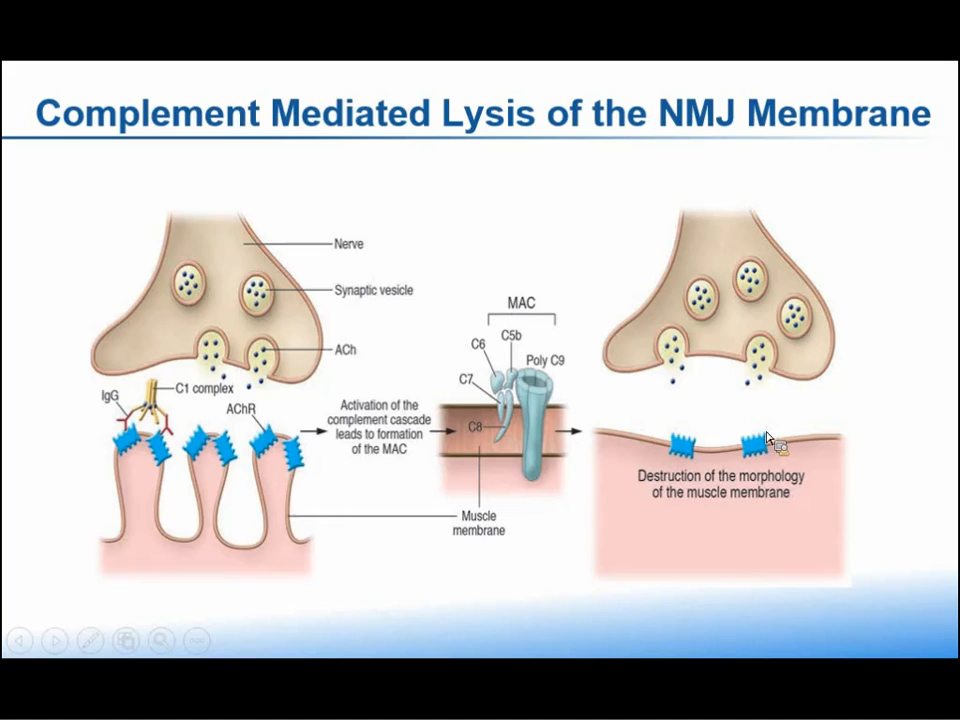 Complement Mediated Lysis of the NMJ Membrane
Nerve
Synaptic vesicle
ACh
IgG
C1 complex
AChR
Activation of the
complement cascade
leads to formation
of the MAC
MAC
C5b
C6
Poly C9
C7
C8
Muscle
membrane
Destruction of the morphology
of the muscle membrane